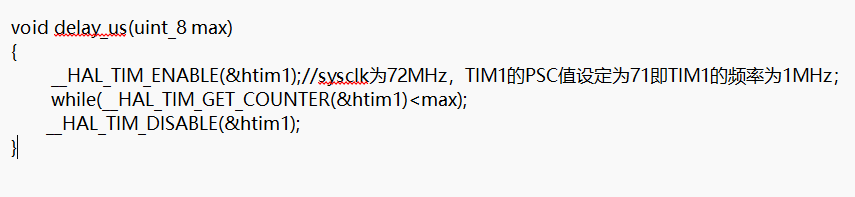 void delay_us(uint_8 max)
{
__HAL_TIM_ENABLE(&htim1);//sysclk为72MHz，TIM1的PSC值设定为71即TIM1的频率为1MHz；
while(__HAL_TIM_GET_COUNTER(&htim1)<max);
__HAL_TIM_DISABLE(&htim1);
}